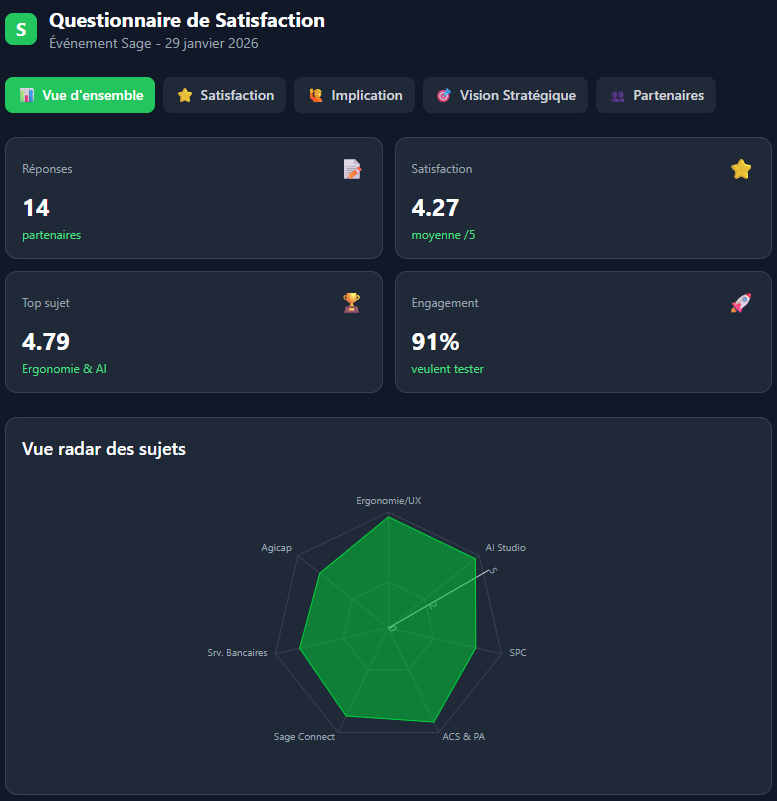 S
Questionnaire de Satisfaction
Événement Sage - 29 janvier 2026
Vue d'ensemble
Satisfaction
Implication
Vision Stratégique
Partenaires
Réponses
14
partenaires
Satisfaction
4.27
moyenne /5
Top sujet
4.79
Ergonomie & AI
Engagement
91%
veulent tester
Vue radar des sujets
Ergonomie/UX
Agicap
AI Studio
5
2
0
Srv. Bancaires
SPC
Sage Connect
ACS & PA